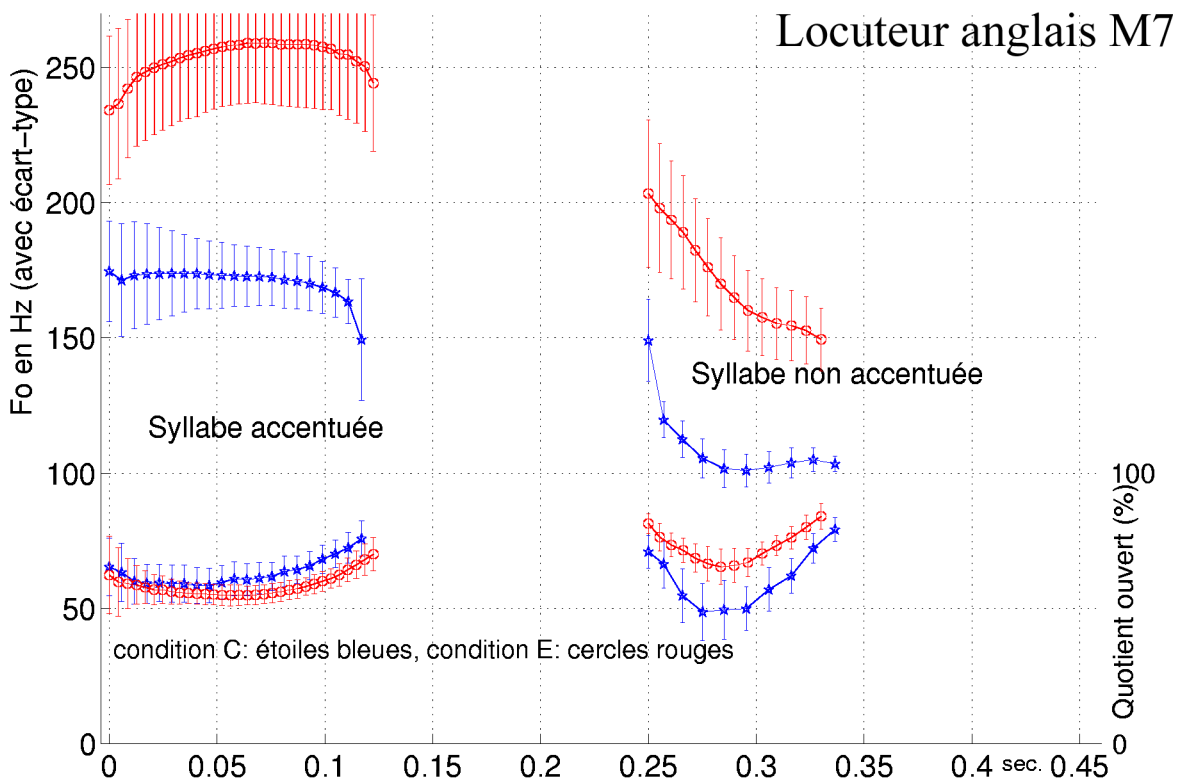 Locuteur anglais M7
Fo en Hz (avec écart-type)
250
200
150
100
50
0
Syllabe accentuée
Syllabe non accentuée
condition C: étoiles bleues, condition E: cercles rouges
100
0
Quotient ouvert (%)
0 0.05 0.1 0.15 0.2 0.25 0.3 0.35 0.4 sec. 0.45